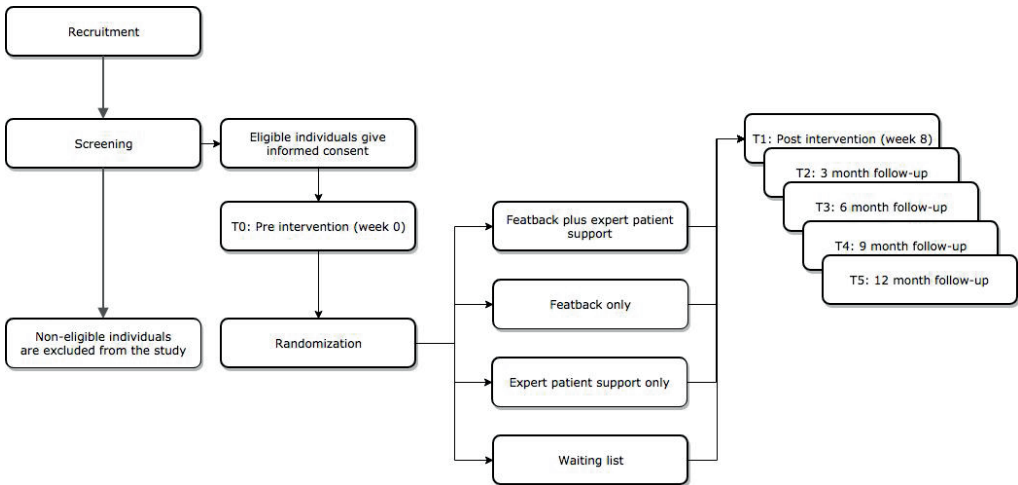 Recruitment
Screening
Eligible individuals give
informed consent
T0: Pre intervention (week 0)
Non-eligible individuals
are excluded from the study
Randomization
Featback plus expert patient
support
Featback only
Expert patient support only
Waiting list
T1: Post intervention (week 8)
T2: 3 month follow-up
T3: 6 month follow-up
T4: 9 month follow-up
T5: 12 month follow-up